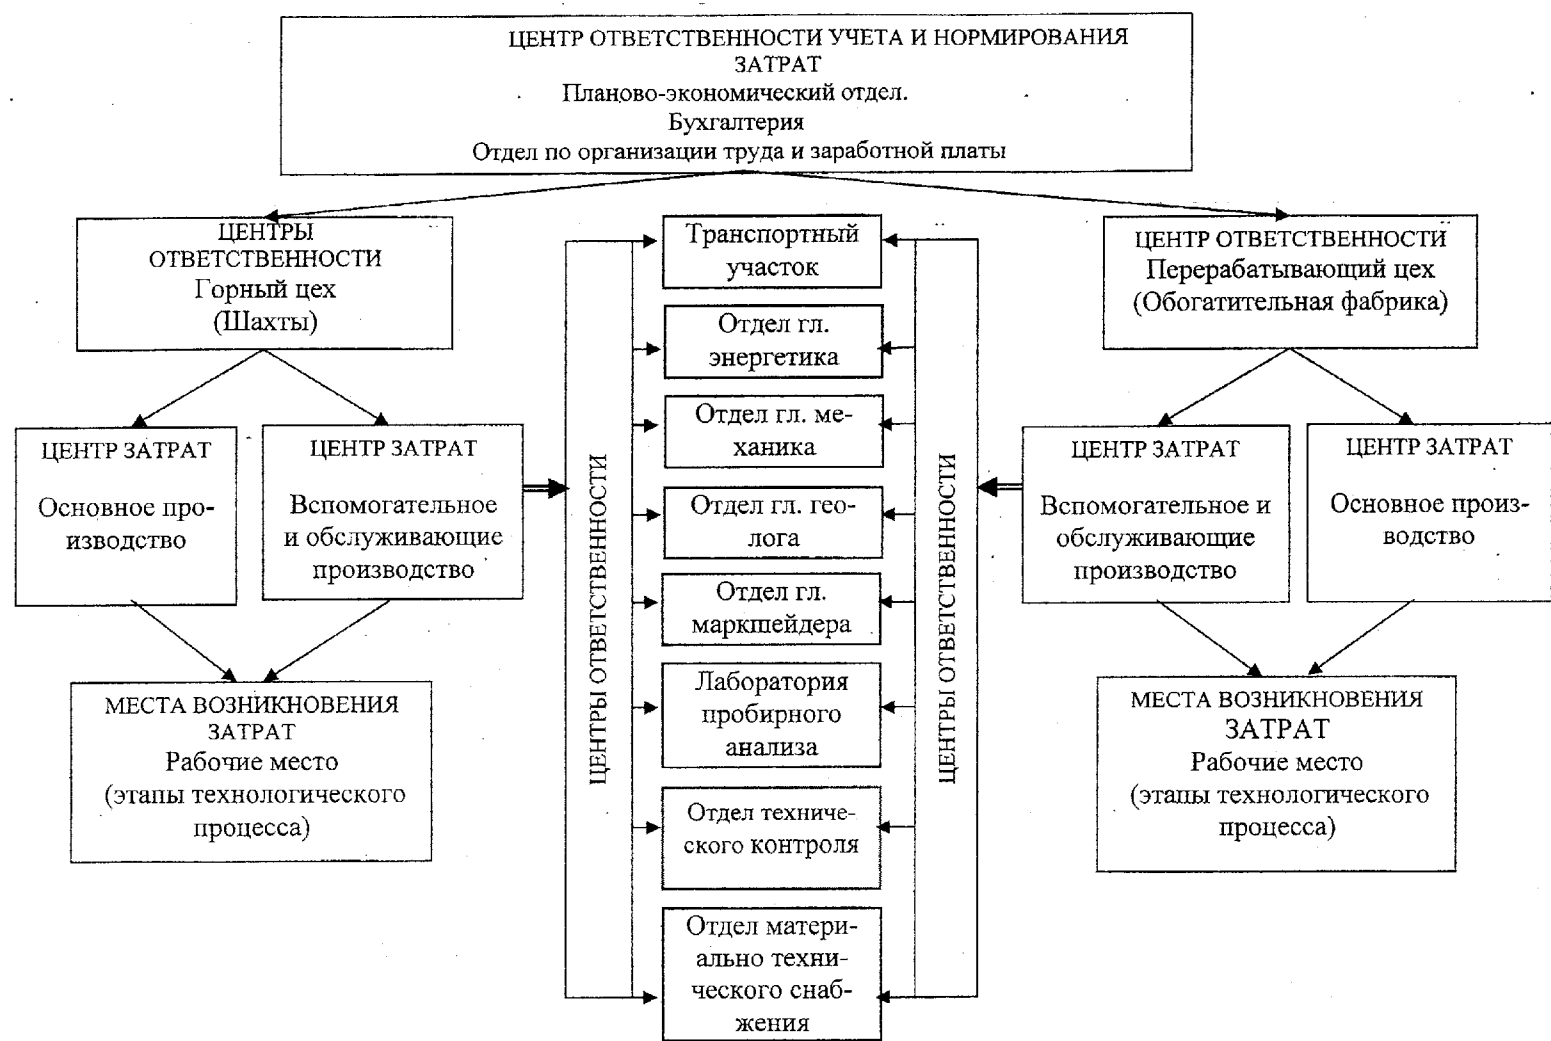 ЦЕНТР ОТВЕТСТВЕННОСТИ УЧЕТА И НОРМИРОВАНИЯ
ЗАТРАТ
Планово-экономический отдел.
Бухгалтерия
Отдел по организации труда и заработной платы
ЦЕНТРЫ
ОТВЕТСТВЕННОСТИ
Горный цех
(Шахты)
ЦЕНТР ЗАТРАТ
Основное про-
изводство
ЦЕНТР ЗАТРАТ
Вспомогательное
и обслуживающие
производство
МЕСТА ВОЗНИКНОВЕНИЯ
ЗАТРАТ
Рабочие место
(этапы технологического
процесса)
ЦЕНТРЫ ОТВЕТСТВЕННОСТИ
Транспортный
участок
Отдел гл.
энергетика
Отдел гл. ме-
ханика
Отдел гл. гео-
лога
Отдел гл.
маркшейдера
Лаборатория
пробирного
анализа
Отдел техниче-
ского контроля
Отдел матери-
ально техни-
ческого снаб-
жения
ЦЕНТРЫ ОТВЕТСТВЕННОСТИ
ЦЕНТР ОТВЕТСТВЕННОСТИ
Перерабатывающий цех
(Обогатительная фабрика)
ЦЕНТР ЗАТРАТ
Вспомогательное и
обслуживающие
производство
ЦЕНТР ЗАТРАТ
Основное произ-
водство
МЕСТА ВОЗНИКНОВЕНИЯ
ЗАТРАТ
Рабочие место
(этапы технологического
процесса)